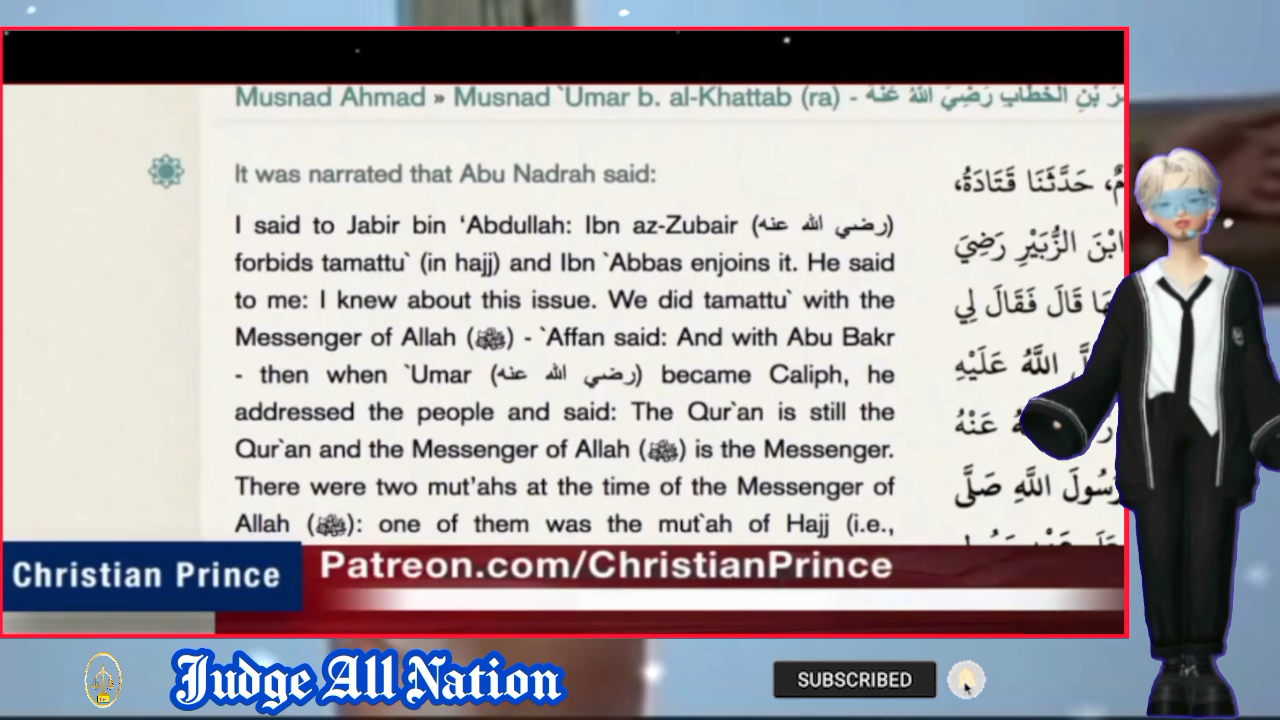 Musnad Ahmad » Musnad `Umar b. al-Khattab (ra) - رَ بْنِ الْخَطَّابِ رَضِيَ اللَّهُ عَنْهُ
It was narrated that Abu Nadrah said:
I said to Jabir bin ‘Abdullah: Ibn az-Zubair (رضي الله عنه)
forbids tamattu` (in hajj) and Ibn `Abbas enjoins it. He said
to me: I knew about this issue. We did tamattu` with the
Messenger of Allah (ﷺ) - `Affan said: And with Abu Bakr
- then when `Umar (رضي الله عنه) became Caliph, he
addressed the people and said: The Qur`an is still the
Qur`an and the Messenger of Allah (ﷺ) is the Messenger.
There were two mut’ahs at the time of the Messenger of
Allah (ﷺ): one of them was the mut`ah of Hajj (i.e.,
حَدَّثَنَا قَتَادَةُ،
ابْنَ الزُّبَيْرِ رَضِيَ
قَالَ فَقَالَ لِي
اللَّهُ عَلَيْهِ
عَنْهُ
رَسُولَ اللَّهِ صَلَّى
Christian Prince
Patreon.com/ChristianPrince
Judge All Nation
SUBSCRIBED